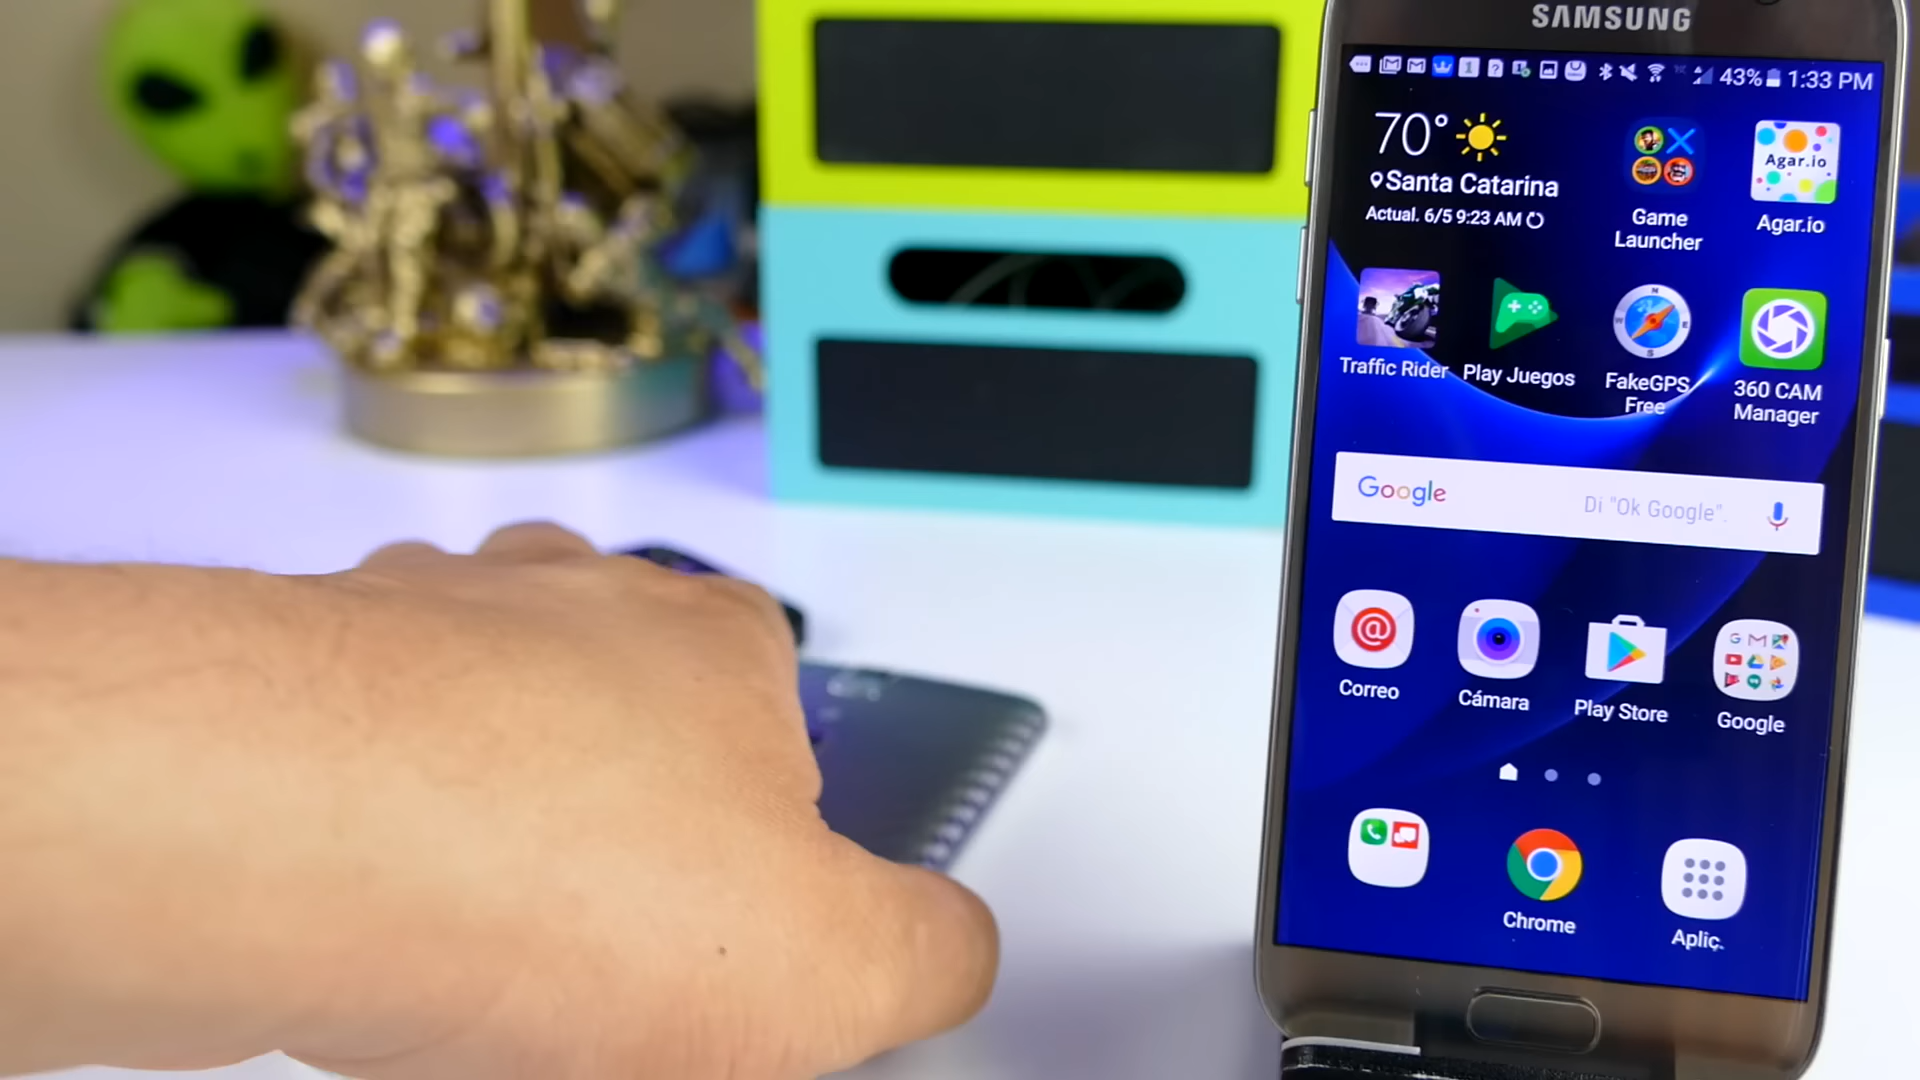 SAMSUNG
43% 1:33 PM
70°
Santa Catarina
Actual. 6/5 9:23 AM
Game
Launcher
Agar.io
Agar.io
Traffic Rider
Play Juegos
FakeGPS
Free
360 CAM
Manager
Google
Di "Ok Google".
Correo
Cámara
Play Store
Google
Chrome
Aplic.